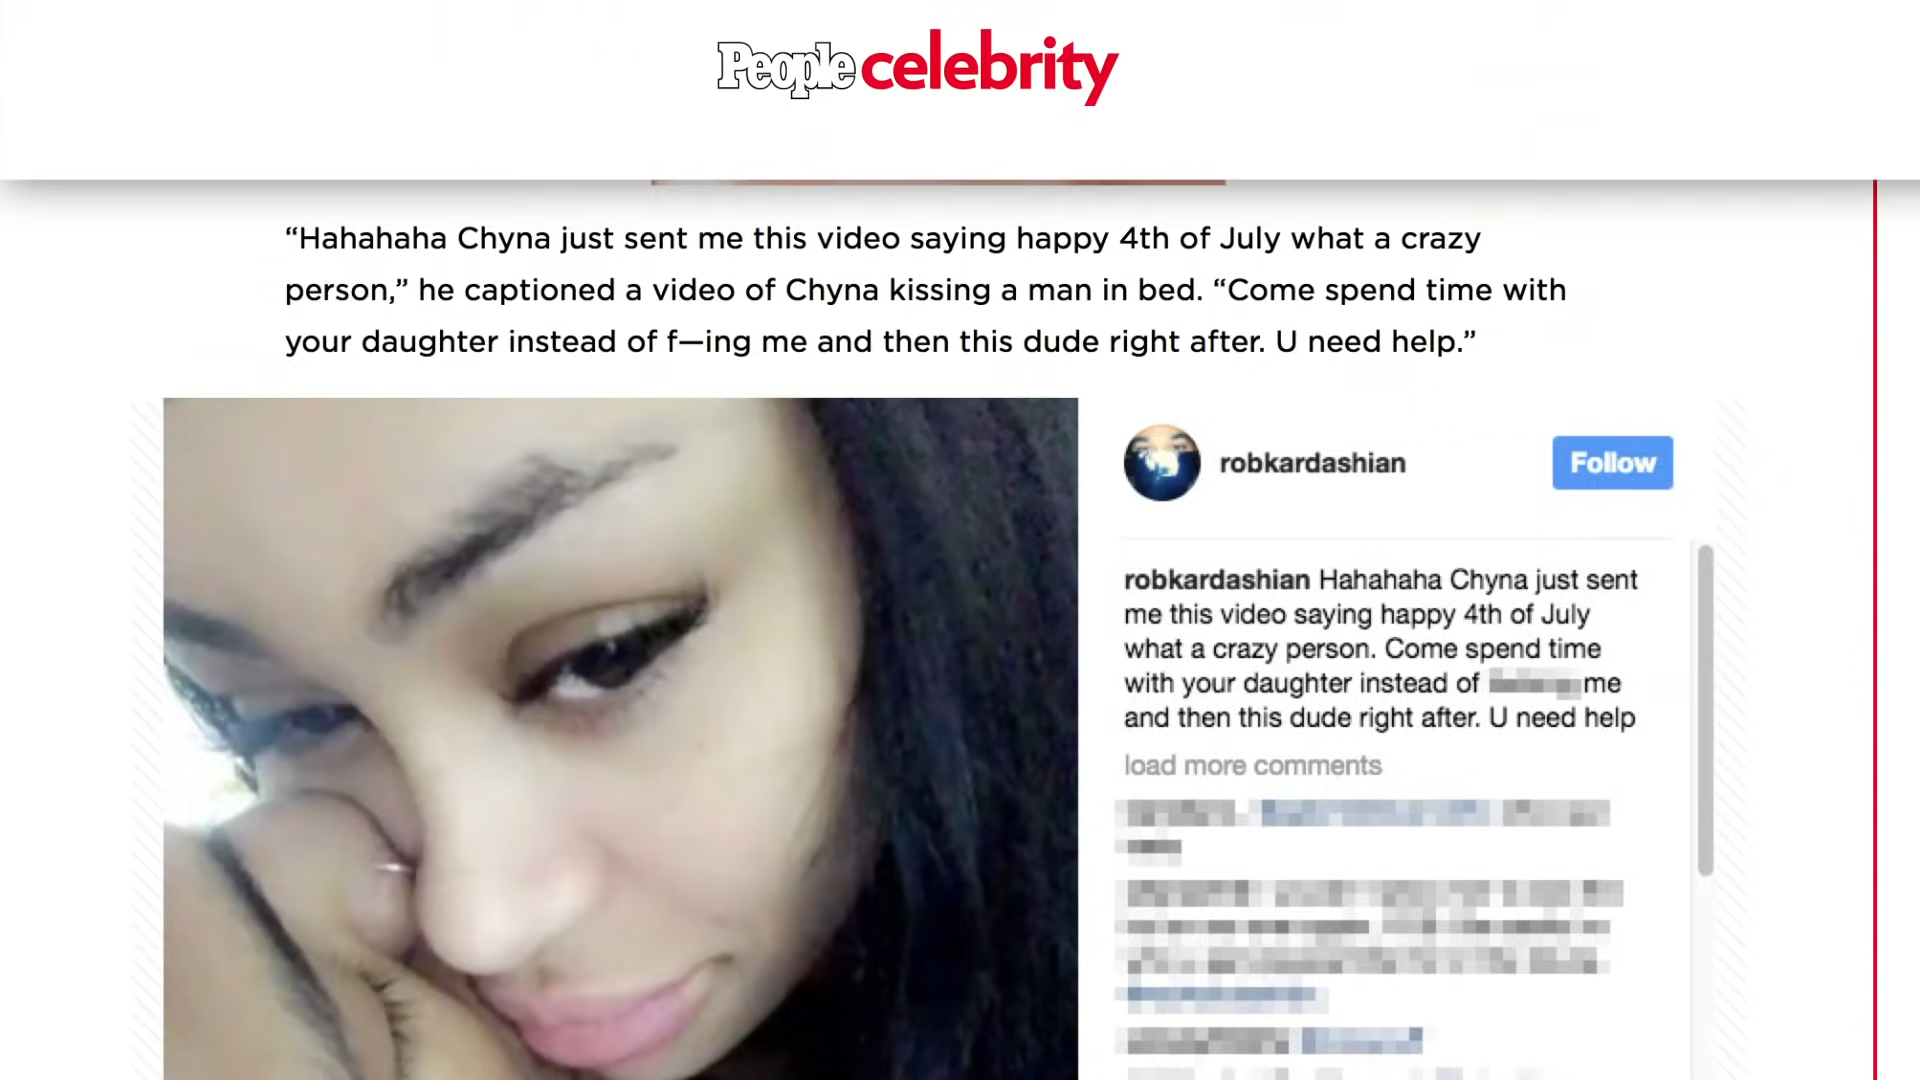 People celebrity
“Hahahaha Chyna just sent me this video saying happy 4th of July what a crazy
person,” he captioned a video of Chyna kissing a man in bed. “Come spend time with
your daughter instead of f—ing me and then this dude right after. U need help.”
robkardashian
Follow
robkardashian Hahahaha Chyna just sent
me this video saying happy 4th of July
what a crazy person. Come spend time
with your daughter instead of me
and then this dude right after. U need help
load more comments